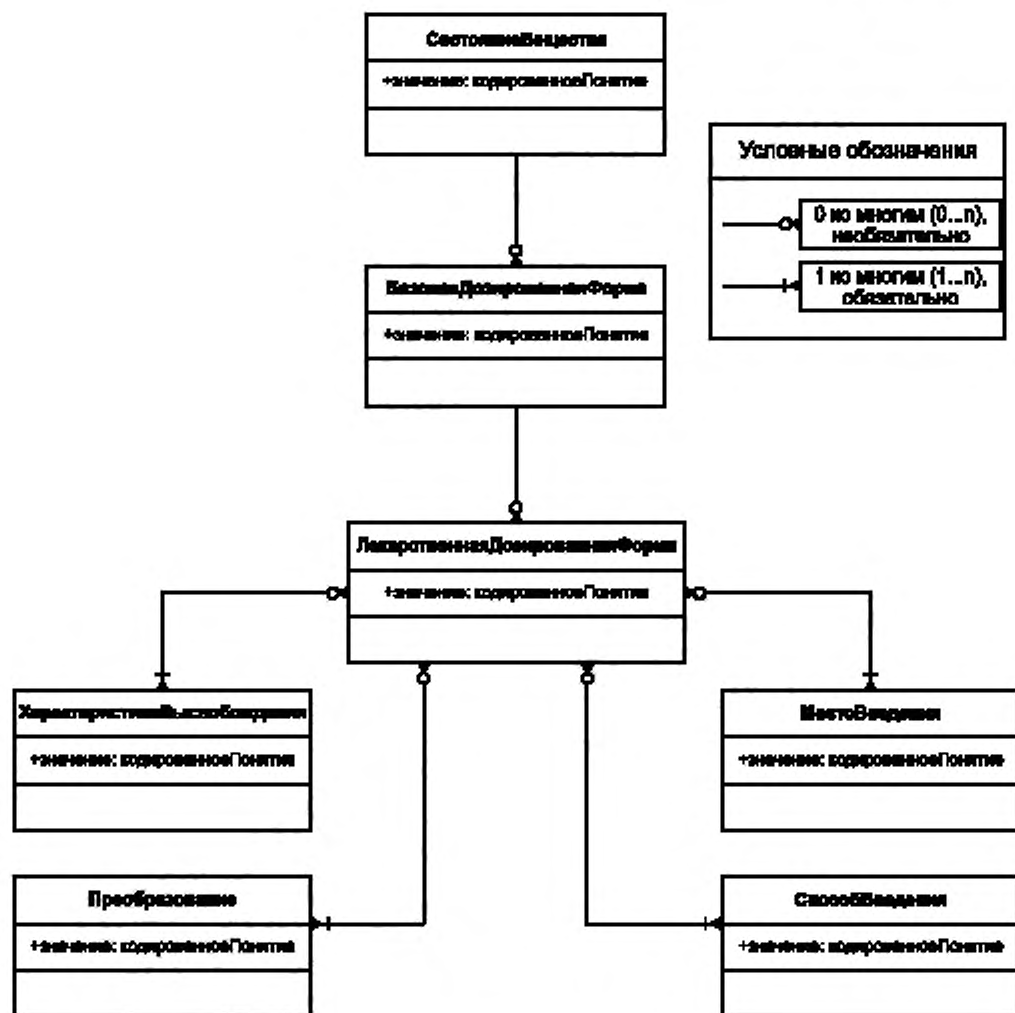 СостояниеВещества
+значение: кодированноеПонятие
Условные обозначения
0 ко многим (0...n),
необязательно
1 ко многим (1...n),
обязательно
БазоваяДозированнаяФорма
+значение: кодированноеПонятие
ЛекарственнаяДозированнаяФорма
+значение: кодированноеПонятие
ХарактеристикаВысвобождения
+значение: кодированноеПонятие
МестоВведения
+значение: кодированноеПонятие
Преобразование
+значение: кодированноеПонятие
СпособВведения
+значение: кодированноеПонятие